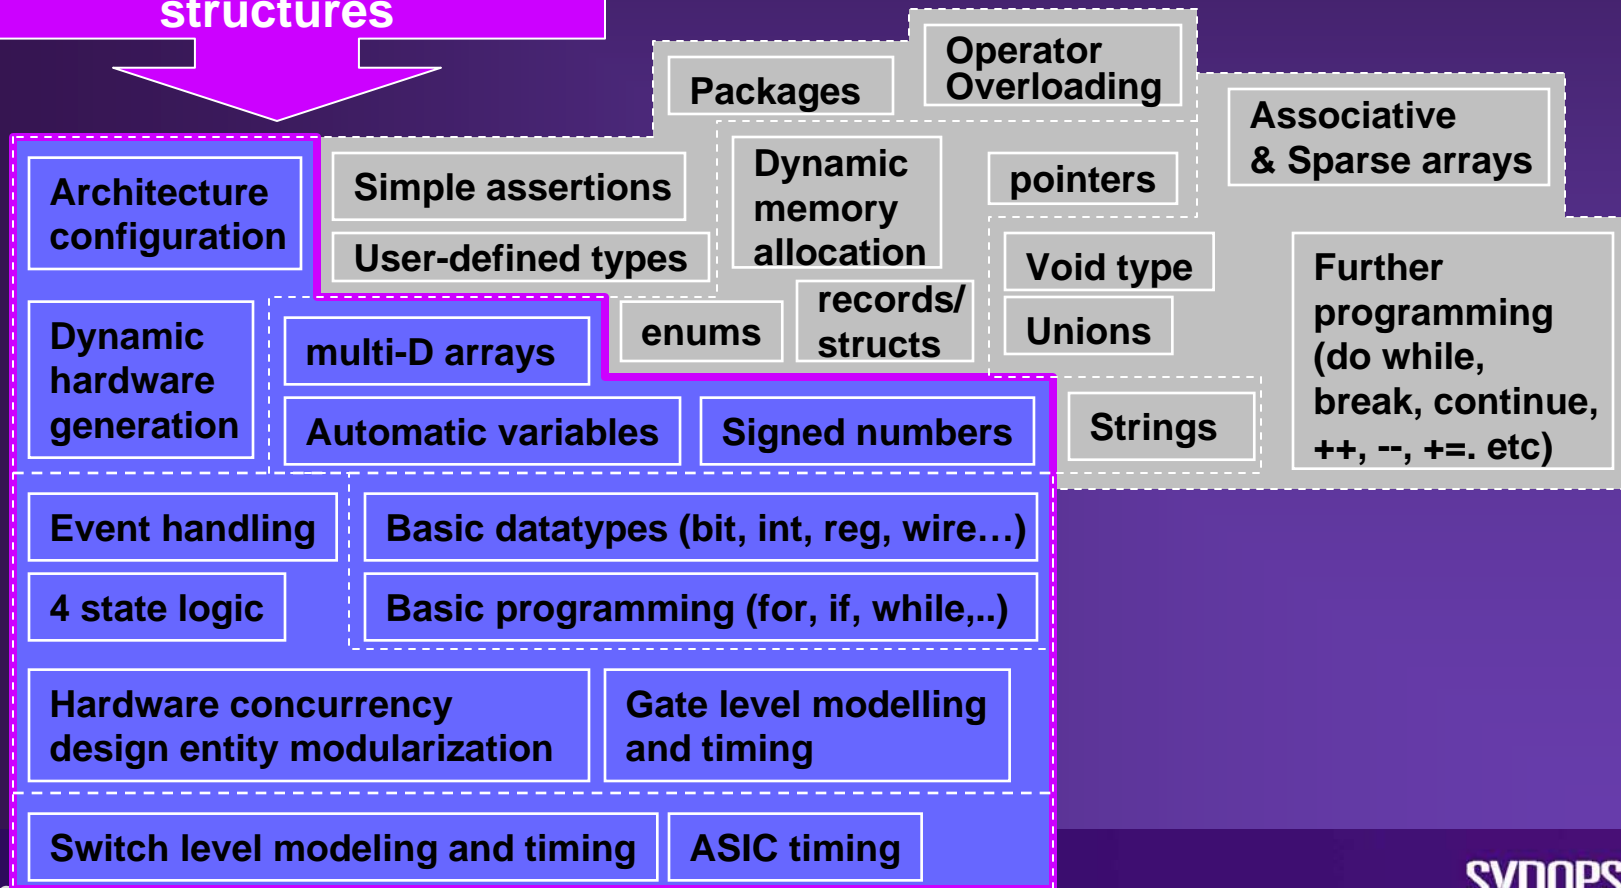 structures
Operator
Overloading
Packages
Associative
& Sparse arrays
Architecture
configuration
Simple assertions
User-defined types
Dynamic
memory
allocation
pointers
Void type
Unions
Further
programming
(do while,
break, continue,
++, --, +=. etc)
Dynamic
hardware
generation
multi-D arrays
enums
records/
structs
Automatic variables
Signed numbers
Strings
Event handling
Basic datatypes (bit, int, reg, wire…)
4 state logic
Basic programming (for, if, while,..)
Hardware concurrency
design entity modularization
Gate level modelling
and timing
Switch level modeling and timing
ASIC timing
SYNOPS